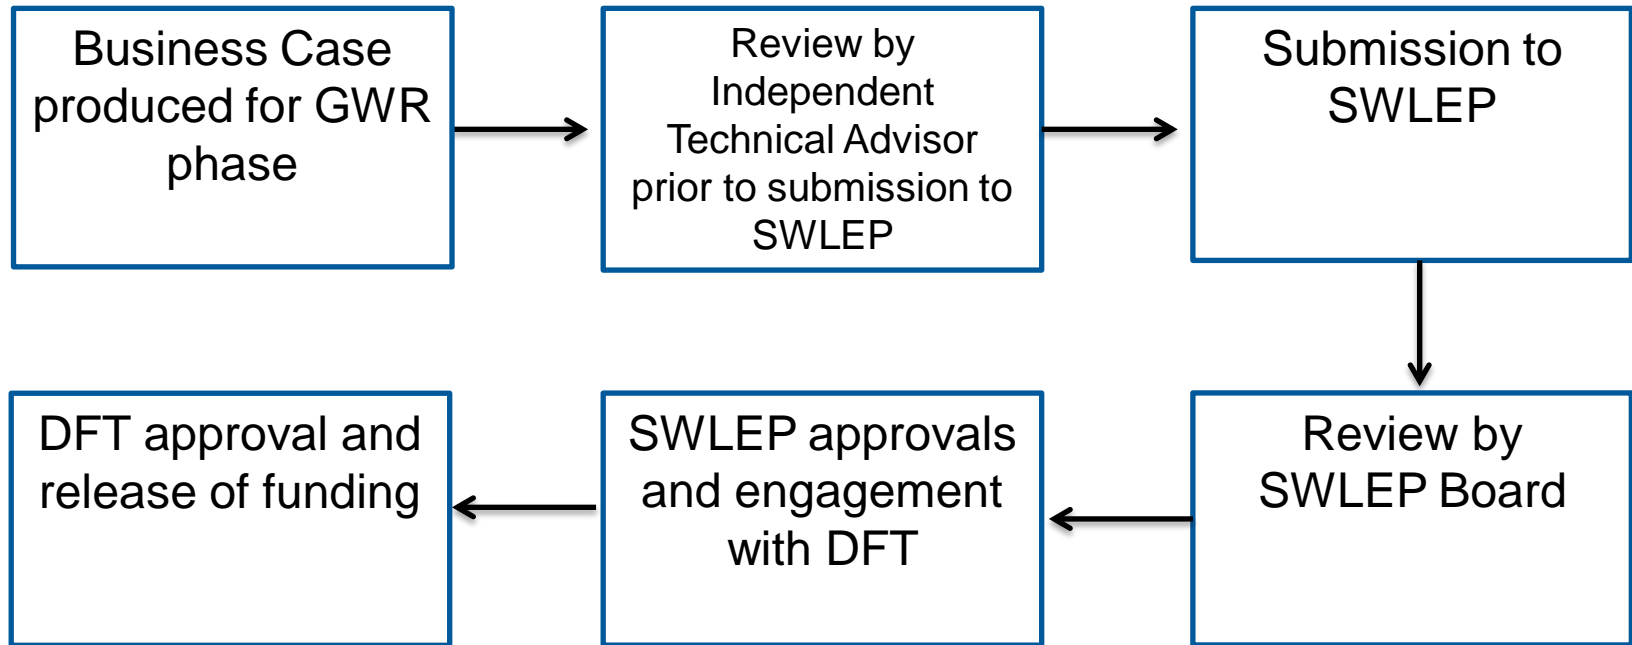 Business Case
produced for GWR
phase
Review by
Independent
Technical Advisor
prior to submission to
SWLEP
Submission to
SWLEP
Review by
SWLEP Board
SWLEP approvals
and engagement
with DFT
DFT approval and
release of funding